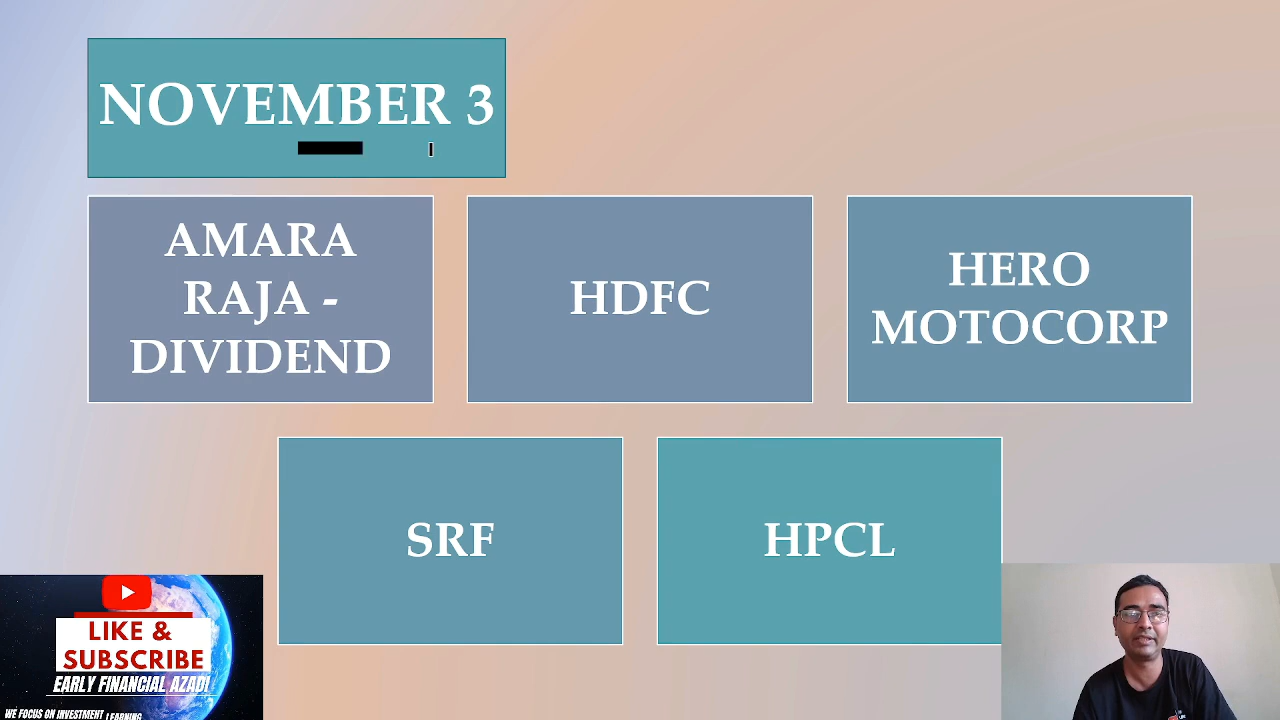 NOVEMBER 3
AMARA
RAJA -
DIVIDEND
HDFC
HERO
MOTOCORP
SRF
HPCL
LIKE &
SUBSCRIBE
EARLY FINANCIAL AZADI
WE FOCUS ON INVESTMENT LEARNING